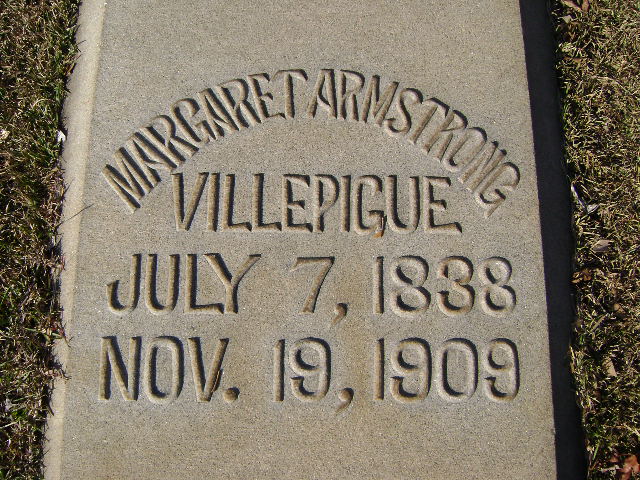 MARGARET ARMSTRONG
VILLEPIGUE
JULY 7, 1838
NOV. 19, 1909